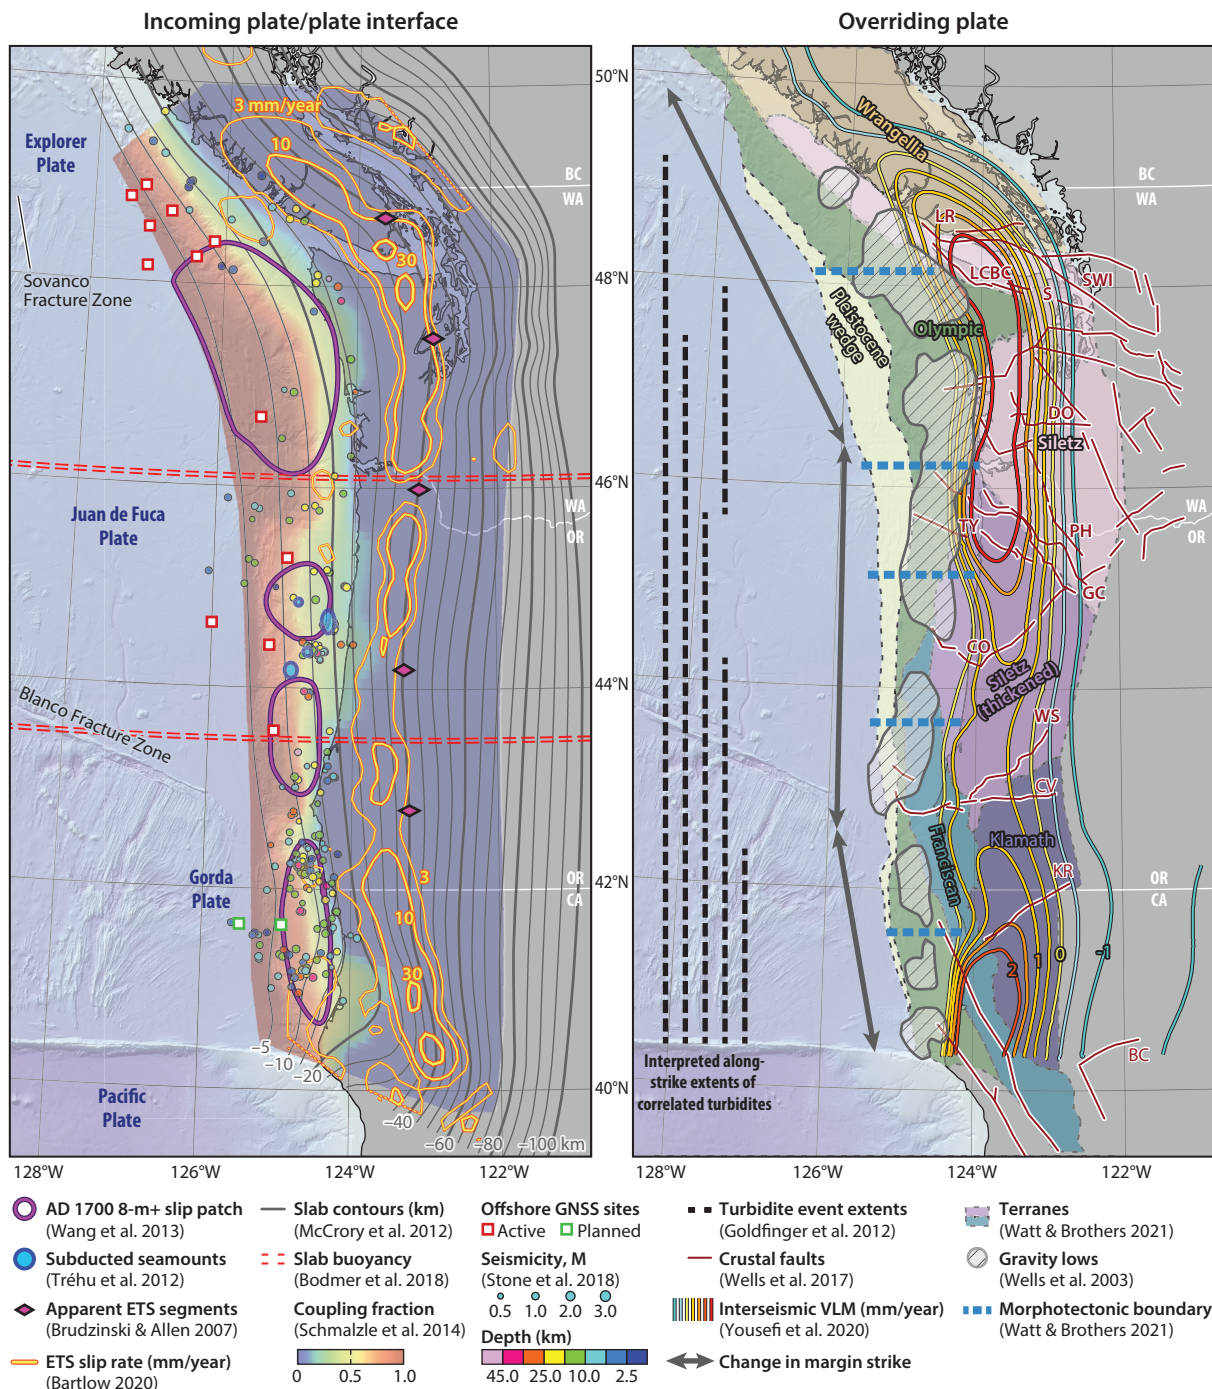 Incoming plate/plate interface
Overriding plate
50°N
48°N
46°N
44°N
42°N
40°N
3 mm/year
10
30
Explorer
Plate
BC
WA
Sovanco
Fracture Zone
Juan de Fuca
Plate
WA
OR
Blanco Fracture Zone
Gorda
Plate
OR
CA
3
10
30
Pacific
Plate
–5
–10
–20
–40
–60
–80
–100 km
128°W
126°W
124°W
122°W
Wrangellia
BC
WA
LR
LCBC
S
SWI
Pleistocene
wedge
Olympic
DO
Siletz
TY
PH
WA
OR
GC
CO
Siletz
(thickened)
WS
CV
Franciscan
Klamath
KR
OR
CA
2
1
0
-1
BC
Interpreted along-
strike extents of
correlated turbidites
128°W
126°W
124°W
122°W
AD 1700 8-m+ slip patch
(Wang et al. 2013)
Subducted seamounts
(Tréhu et al. 2012)
Apparent ETS segments
(Brudzinski & Allen 2007)
ETS slip rate (mm/year)
(Bartlow 2020)
Slab contours (km)
(McCrory et al. 2012)
Slab buoyancy
(Bodmer et al. 2018)
Coupling fraction
(Schmalzle et al. 2014)
0 0.5 1.0
Offshore GNSS sites
Active Planned
Seismicity, M
(Stone et al. 2018)
0.5 1.0 2.0 3.0
Depth (km)
45.0 25.0 10.0 2.5
Turbidite event extents
(Goldfinger et al. 2012)
Crustal faults
(Wells et al. 2017)
Interseismic VLM (mm/year)
(Yousefi et al. 2020)
Change in margin strike
Terranes
(Watt & Brothers 2021)
Gravity lows
(Wells et al. 2003)
Morphotectonic boundary
(Watt & Brothers 2021)